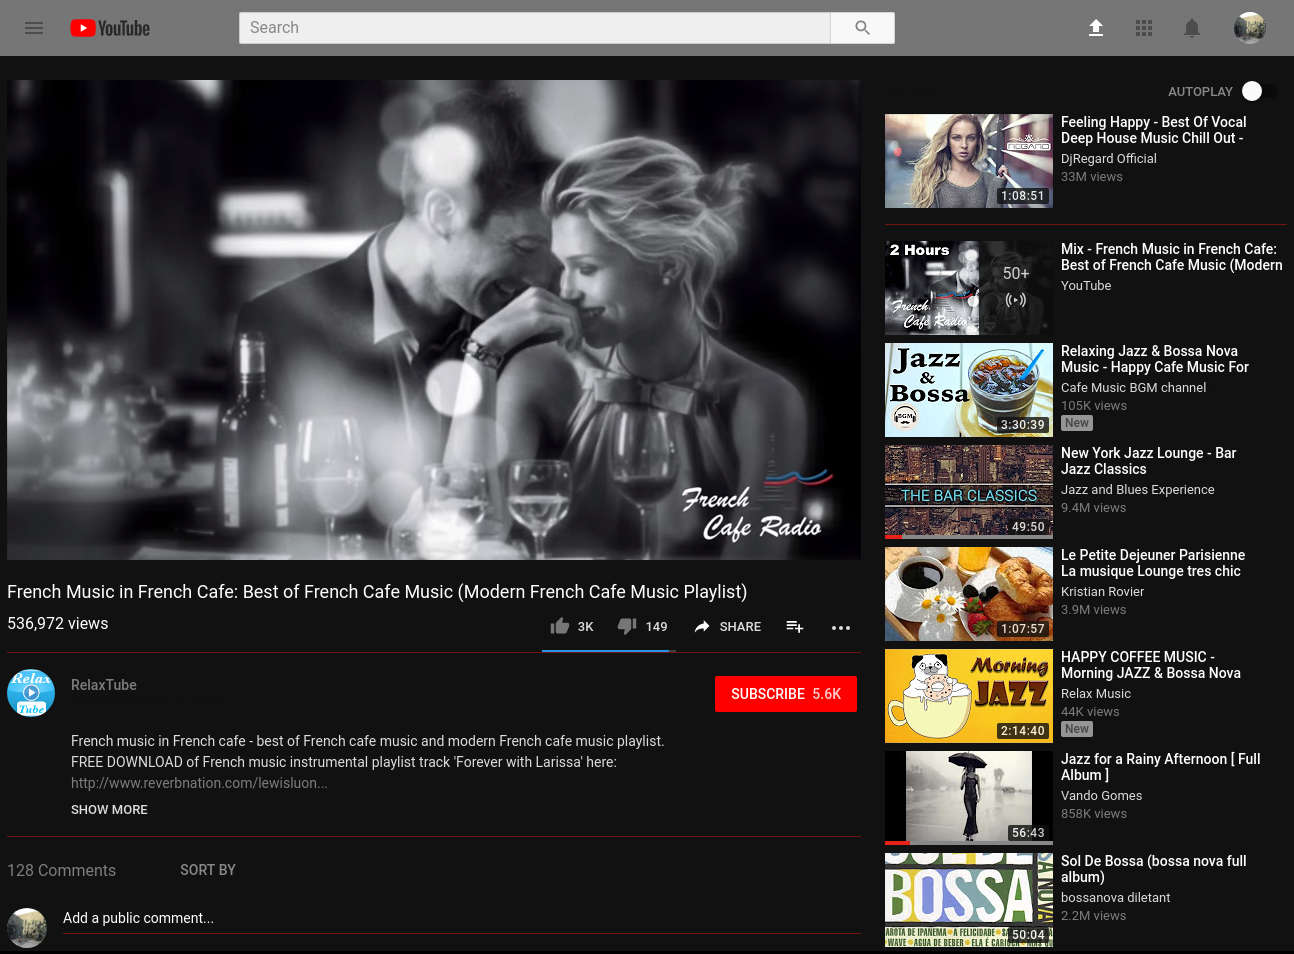 YouTube
Search
French
Cafe Radio
French Music in French Cafe: Best of French Cafe Music (Modern French Cafe Music Playlist)
536,972 views
3K 149 SHARE
Relax
Tube
RelaxTube
SUBSCRIBE 5.6K
French music in French cafe - best of French cafe music and modern French cafe music playlist.
FREE DOWNLOAD of French music instrumental playlist track 'Forever with Larissa' here:
http://www.reverbnation.com/lewisluon...
SHOW MORE
128 Comments SORT BY
Add a public comment...
AUTOPLAY
REGARD
1:08:51
Feeling Happy - Best Of Vocal
Deep House Music Chill Out -
DjRegard Official
33M views
2 Hours
French
Cafe Radio
50+
Mix - French Music in French Cafe:
Best of French Cafe Music (Modern
YouTube
Jazz
&
Bossa
BGM
3:30:39
Relaxing Jazz & Bossa Nova
Music - Happy Cafe Music For
Cafe Music BGM channel
105K views
New
THE BAR CLASSICS
49:50
New York Jazz Lounge - Bar
Jazz Classics
Jazz and Blues Experience
9.4M views
1:07:57
Le Petite Dejeuner Parisienne
La musique Lounge tres chic
Kristian Rovier
3.9M views
Morning
JAZZ
2:14:40
HAPPY COFFEE MUSIC -
Morning JAZZ & Bossa Nova
Relax Music
44K views
New
56:43
Jazz for a Rainy Afternoon [ Full
Album ]
Vando Gomes
858K views
BOSSA
NOVA
AROTA DE IPANEMA A FELICIDADE
WAVE AGUA DE BEBER ELA É CARIOCA
50:04
Sol De Bossa (bossa nova full
album)
bossanova diletant
2.2M views